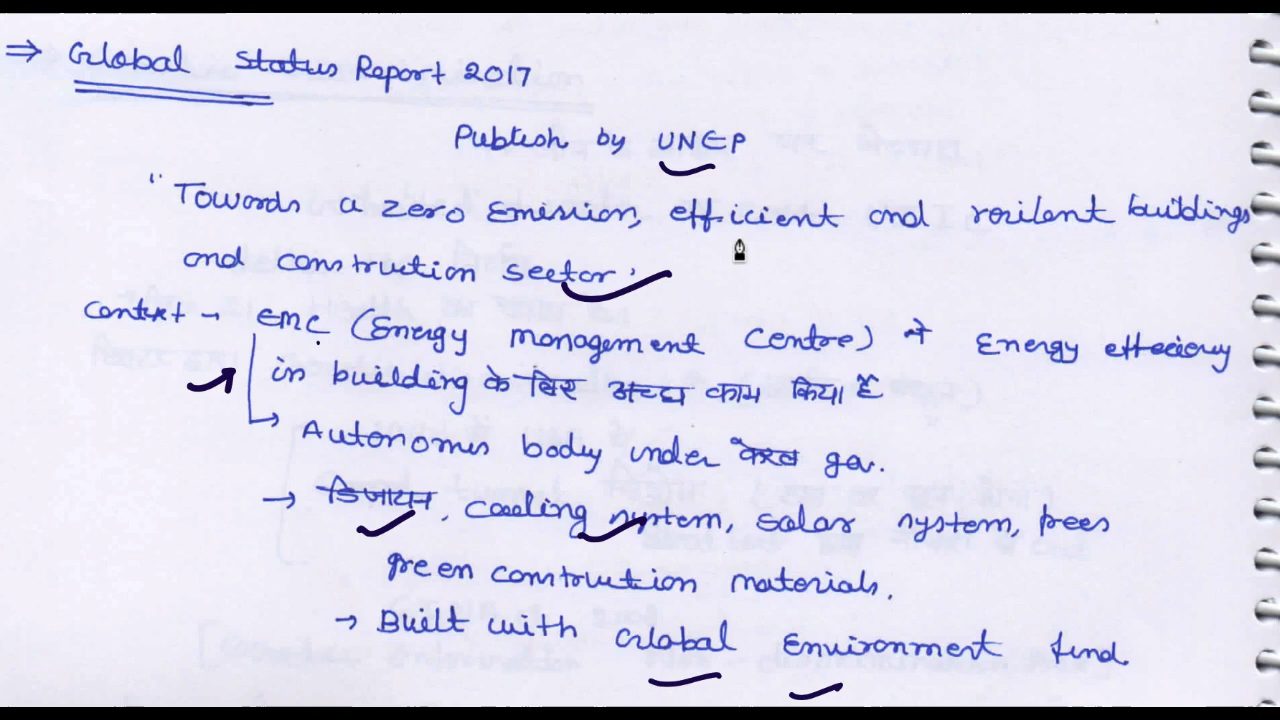 ⇒ Global Status Report 2017
Publish by UNEP
"Towards a zero Emission, efficient and resilent buildings
and construction sector.
Context → EMC (Energy Management Centre) ने Energy efficiency
in building के लिए अच्छा काम किया है
→ Autonomus body under केरल gov.
→ डिजायन, Cooling system, Solar system, trees
green construction materials.
→ Built with Global Environment fund.